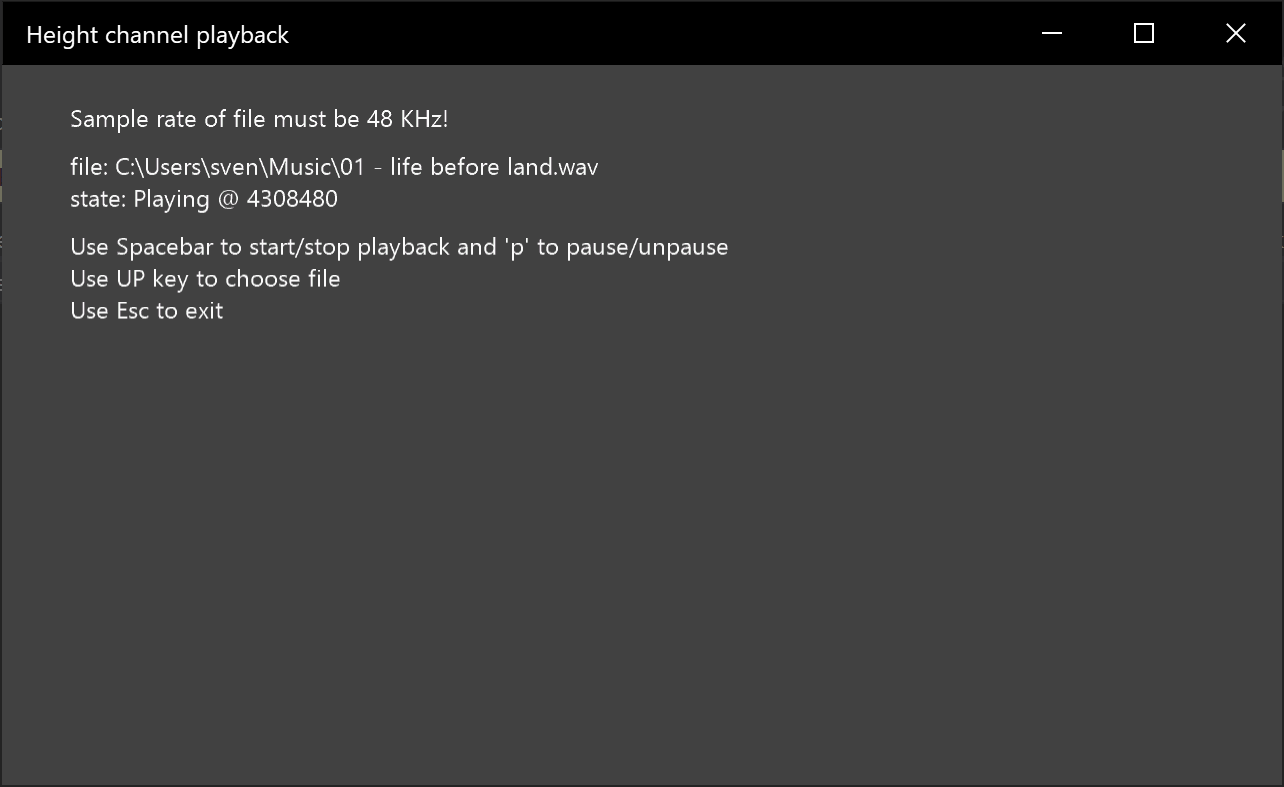 Height channel playback
Sample rate of file must be 48 KHz!
file: C:\Users\sven\Music\01 - life before land.wav
state: Playing @ 4308480
Use Spacebar to start/stop playback and 'p' to pause/unpause
Use UP key to choose file
Use Esc to exit